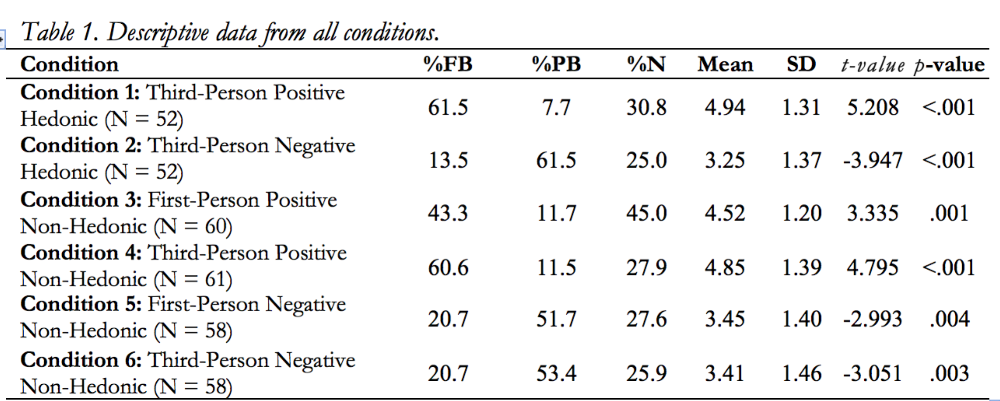 Table 1. Descriptive data from all conditions.
Condition %FB %PB %N Mean SD t-value p-value
Condition 1: Third-Person Positive
Hedonic (N = 52) 61.5 7.7 30.8 4.94 1.31 5.208 <.001
Condition 2: Third-Person Negative
Hedonic (N = 52) 13.5 61.5 25.0 3.25 1.37 -3.947 <.001
Condition 3: First-Person Positive
Non-Hedonic (N = 60) 43.3 11.7 45.0 4.52 1.20 3.335 .001
Condition 4: Third-Person Positive
Non-Hedonic (N = 61) 60.6 11.5 27.9 4.85 1.39 4.795 <.001
Condition 5: First-Person Negative
Non-Hedonic (N = 58) 20.7 51.7 27.6 3.45 1.40 -2.993 .004
Condition 6: Third-Person Negative
Non-Hedonic (N = 58) 20.7 53.4 25.9 3.41 1.46 -3.051 .003